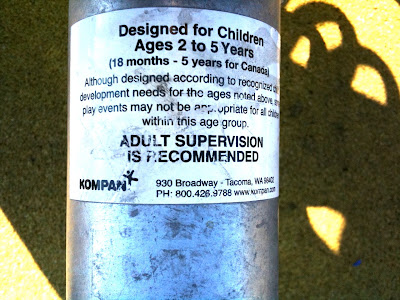 Designed for Children
Ages 2 to 5 Years
(18 months - 5 years for Canada)
Although designed according to recognized
development needs for the ages noted above,
play events may not be appropriate for all
within this age group.
ADULT SUPERVISION
IS RECOMMENDED
KOMPAN
930 Broadway - Tacoma, WA 98402
PH: 800.426.9788 www.kompan.com